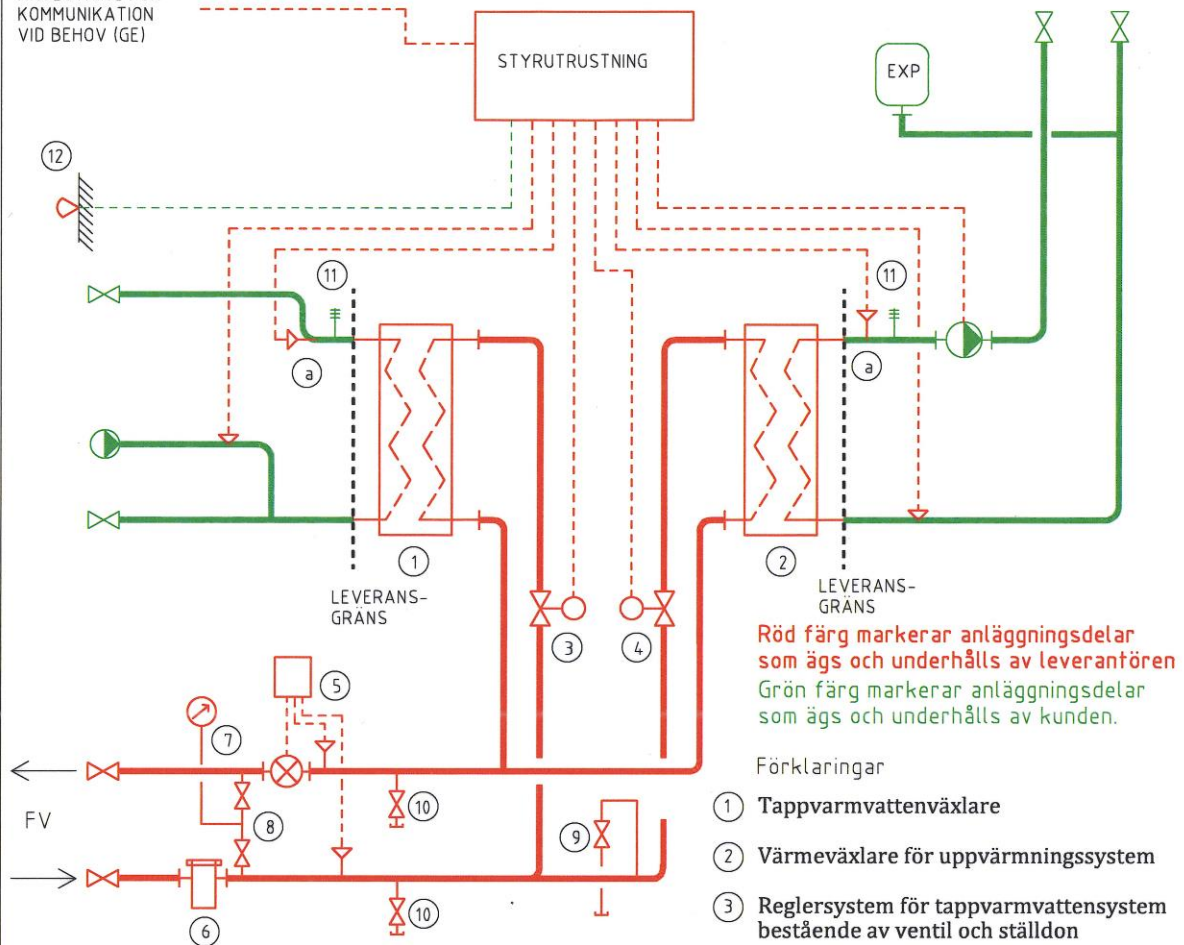 KOMMUNIKATION
VID BEHOV (GE)
STYRUTRUSTNING
EXP
12
11
11
a
a
1
2
LEVERANS-
GRÄNS
LEVERANS-
GRÄNS
3
4
Röd färg markerar anläggningsdelar
som ägs och underhålls av leverantören
Grön färg markerar anläggningsdelar
som ägs och underhålls av kunden.
5
7
Förklaringar
FV
8
10
9
6
10
1 Tappvarmvattenväxlare
2 Värmeväxlare för uppvärmningssystem
3 Reglersystem för tappvarmvattensystem
bestående av ventil och ställdon